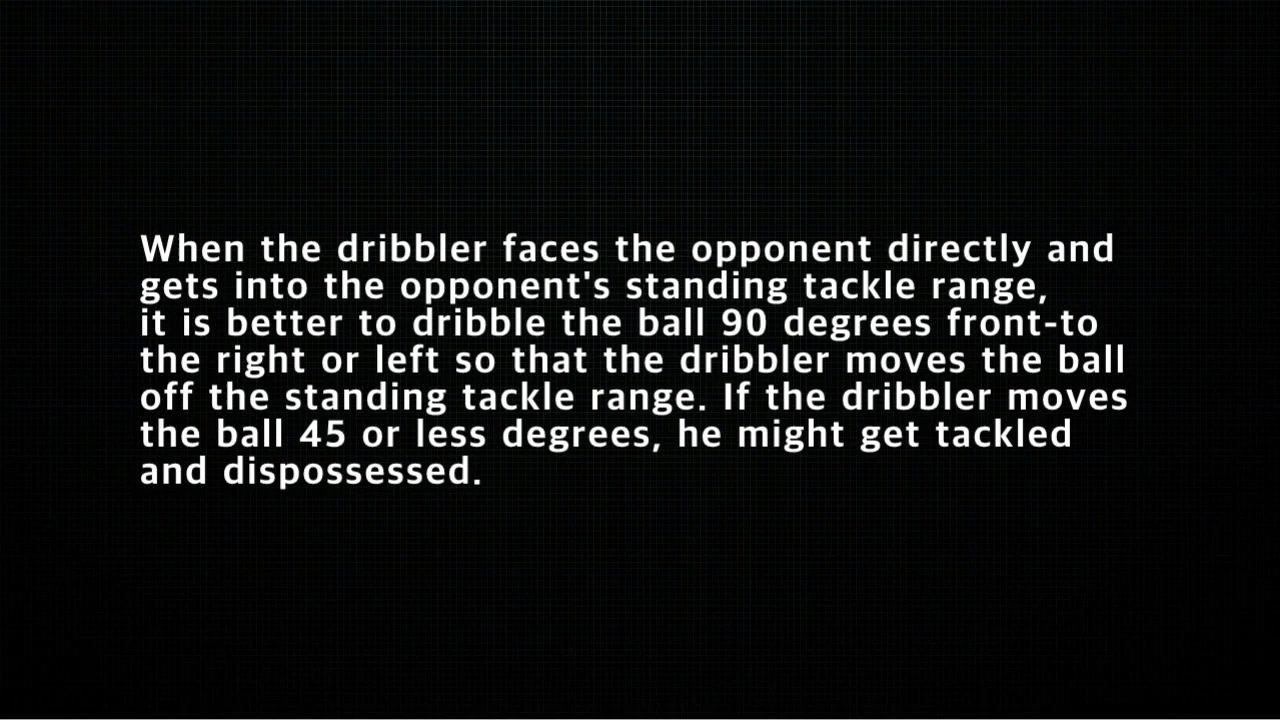 When the dribbler faces the opponent directly and
gets into the opponent's standing tackle range,
it is better to dribble the ball 90 degrees front-to
the right or left so that the dribbler moves the ball
off the standing tackle range. If the dribbler moves
the ball 45 or less degrees, he might get tackled
and dispossessed.